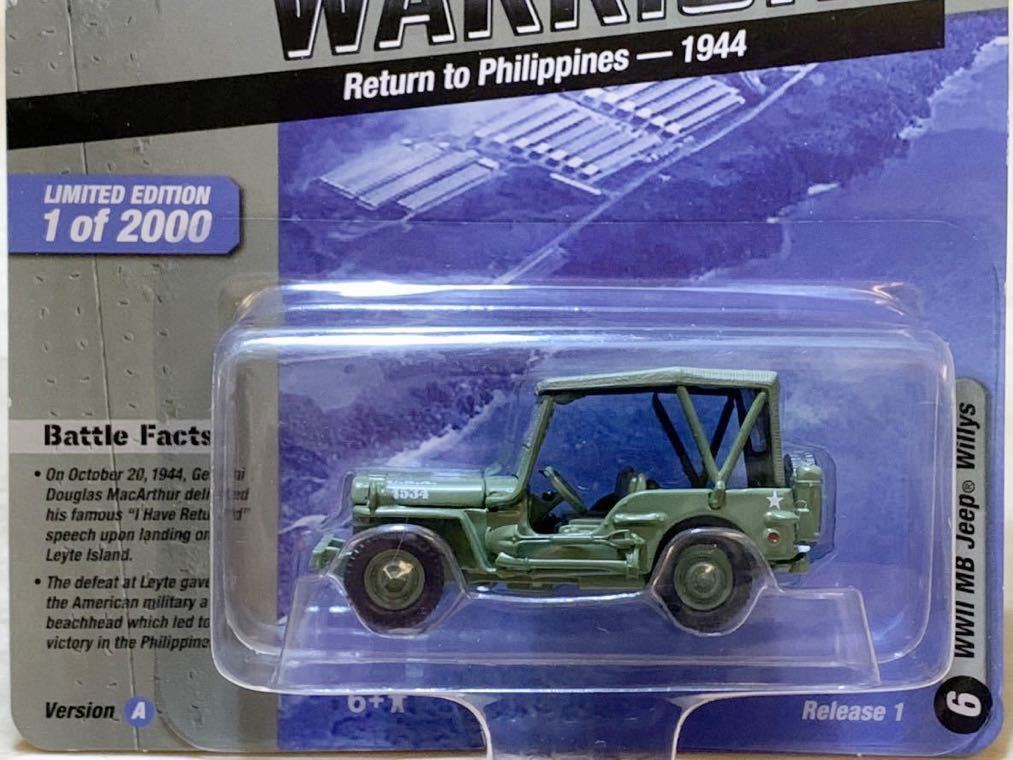 Return to Philippines — 1944
LIMITED EDITION
1 of 2000
Battle Facts
• On October 20, 1944,
Douglas MacArthur
his famous "I Have
speech upon landing on
Leyte Island.
• The defeat at Leyte gave
the American military a
beachhead which led to
victory in the
Version A
6+
Release 1
WWII MB Jeep® Willys
6